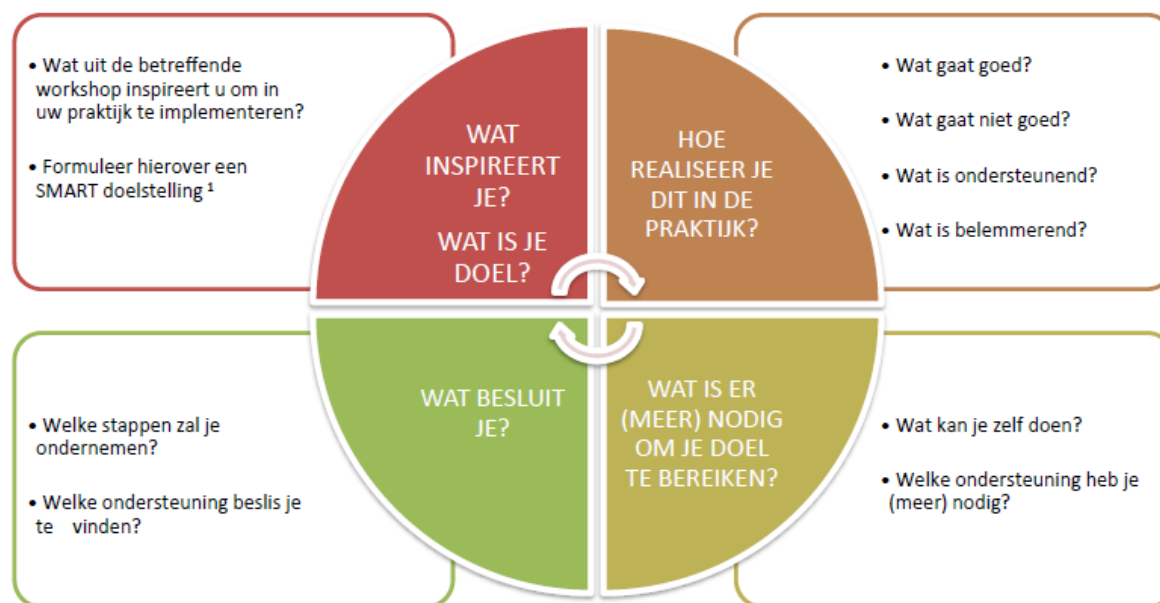 • Wat uit de betreffende
workshop inspireert u om in
uw praktijk te implementeren?
• Formuleer hierover een
SMART doelstelling ¹
WAT
INSPIREERT
JE?
WAT IS JE
DOEL?
HOE
REALISEER JE
DIT IN DE
PRAKTIJK?
• Wat gaat goed?
• Wat gaat niet goed?
• Wat is ondersteunend?
• Wat is belemmerend?
• Welke stappen zal je
ondernemen?
• Welke ondersteuning beslis je
te vinden?
WAT BESLUIT
JE?
WAT IS ER
(MEER) NODIG
OM JE DOEL
TE BEREIKEN?
• Wat kan je zelf doen?
• Welke ondersteuning heb je
(meer) nodig?